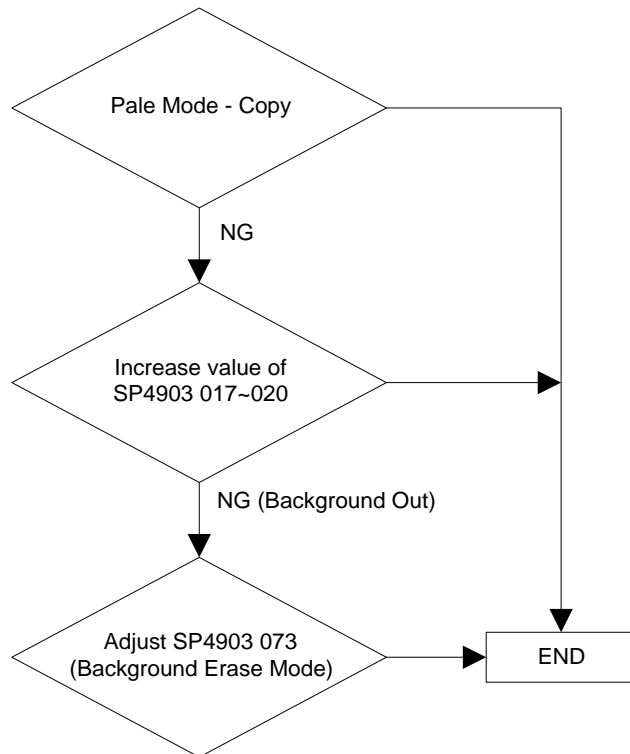 Pale Mode - Copy
NG
Increase value of
SP4903 017~020
NG (Background Out)
Adjust SP4903 073
(Background Erase Mode)
END